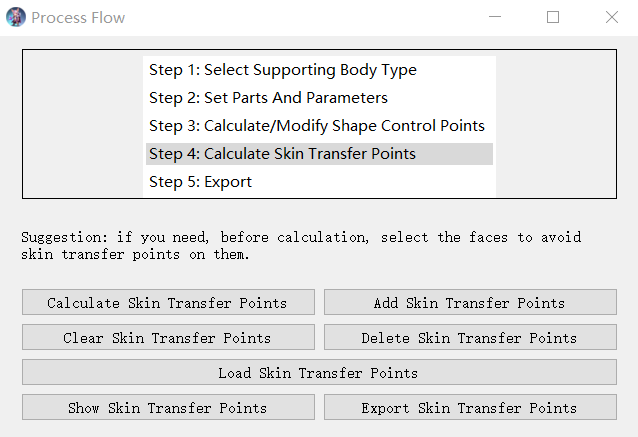 Process Flow
Step 1: Select Supporting Body Type
Step 2: Set Parts And Parameters
Step 3: Calculate/Modify Shape Control Points
Step 4: Calculate Skin Transfer Points
Step 5: Export
Suggestion: if you need, before calculation, select the faces to avoid
skin transfer points on them.
Calculate Skin Transfer Points
Add Skin Transfer Points
Clear Skin Transfer Points
Delete Skin Transfer Points
Load Skin Transfer Points
Show Skin Transfer Points
Export Skin Transfer Points